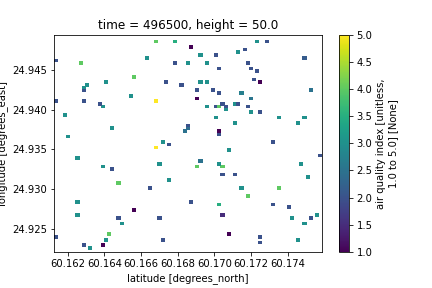 time = 496500, height = 50.0
longitude [degrees_east]
24.945
24.940
24.935
24.930
24.925
60.162 60.164 60.166 60.168 60.170 60.172 60.174
latitude [degrees_north]
5.0
4.5
4.0
3.5
3.0
2.5
2.0
1.5
1.0
air quality index [unitless,
1.0 to 5.0] [None]